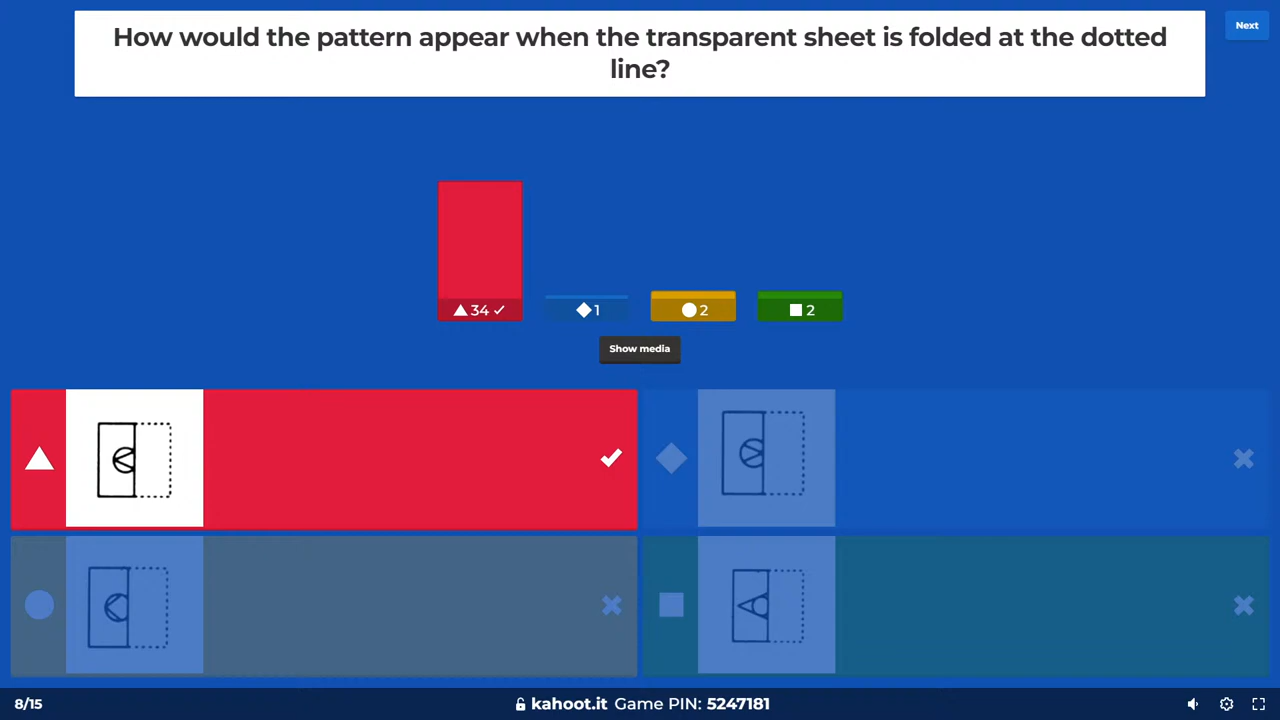 Next
How would the pattern appear when the transparent sheet is folded at the dotted
line?
34
1
2
2
Show media
8/15
kahoot.it Game PIN: 5247181